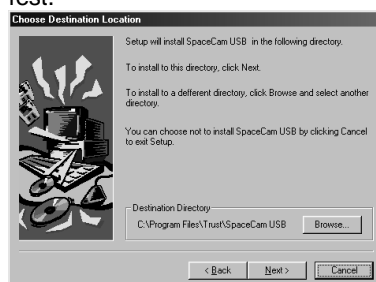 rest.
Choose Destination Location
Setup will install SpaceCam USB in the following directory.
To install to this directory, click Next.
To install to a defferent directory, click Browse and select another
directory.
You can choose not to install SpaceCam USB by clicking Cancel
to exit Setup.
Destination Directory
C:\Program Files\Trust\SpaceCam USB
Browse...
< Back
Next >
Cancel